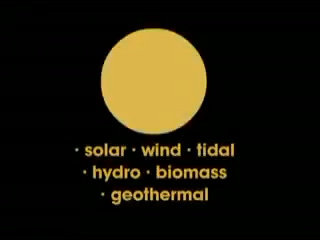 · solar · wind · tidal
· hydro · biomass
· geothermal